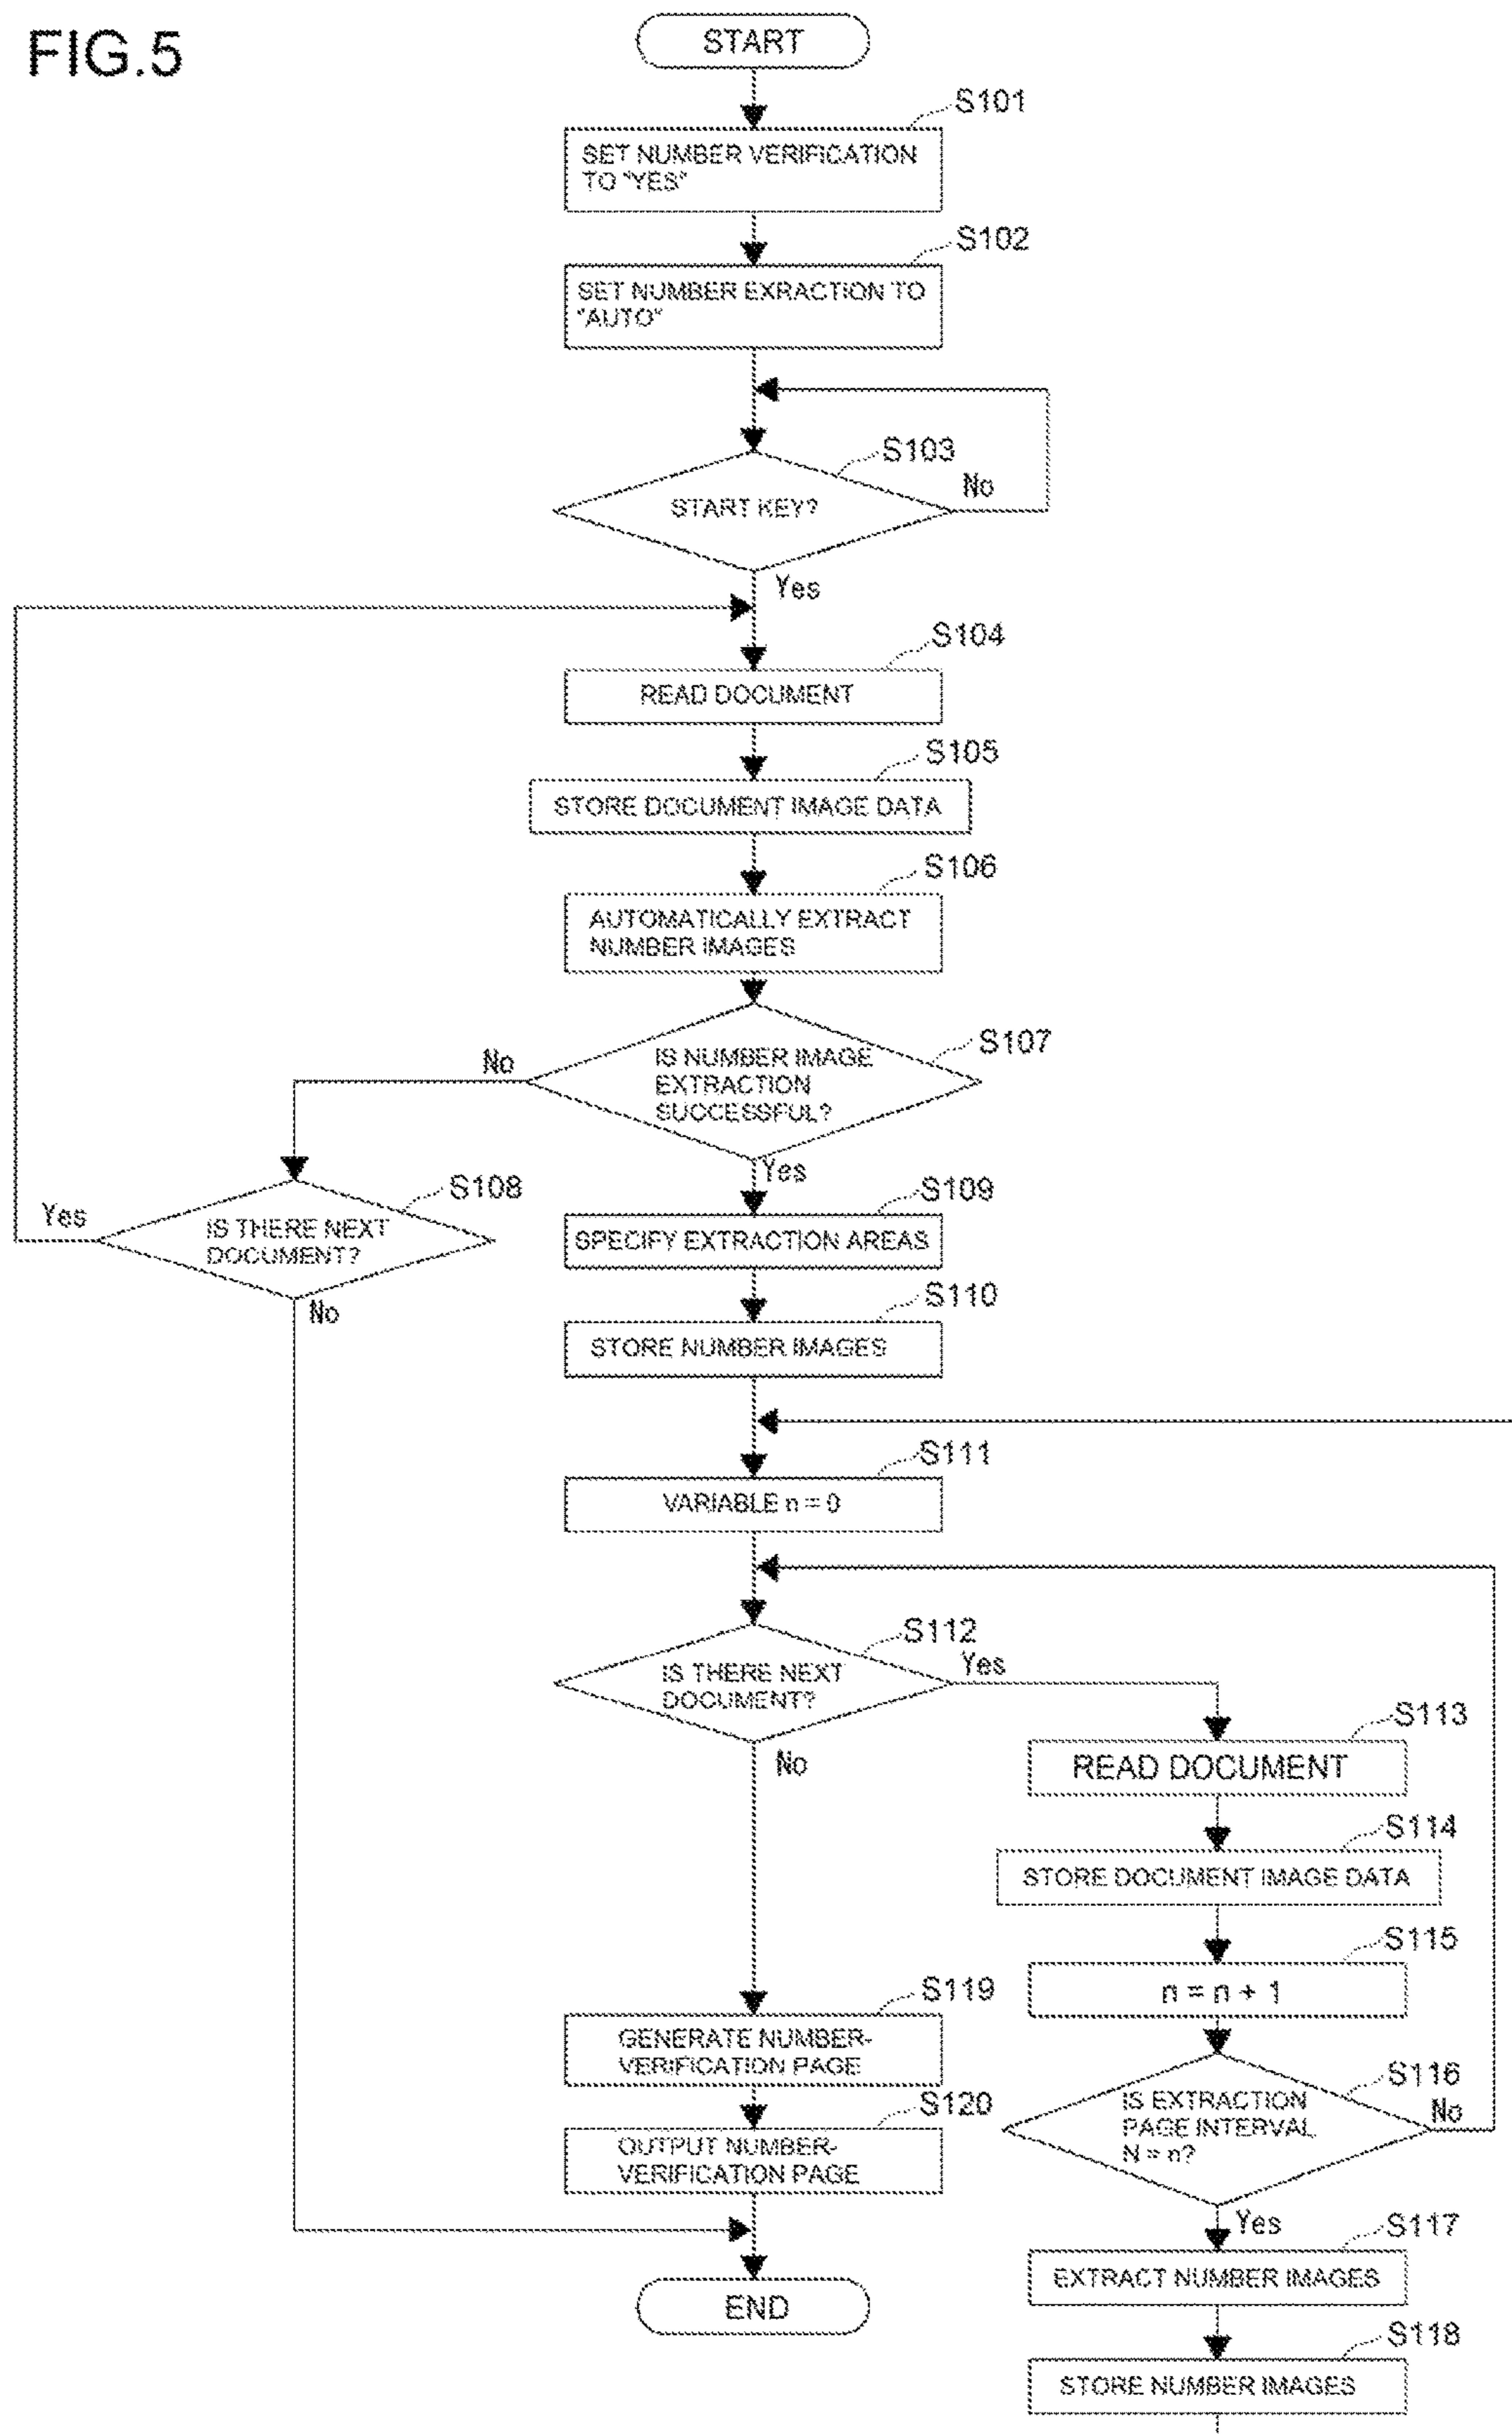 FIG.5
START
S101
SET NUMBER VERIFICATION
TO "YES"
S102
SET NUMBER EXRACTION TO
"AUTO"
S103
START KEY?
No
Yes
S104
READ DOCUMENT
S105
STORE DOCUMENT IMAGE DATA
S106
AUTOMATICALLY EXTRACT
NUMBER IMAGES
S107
IS NUMBER IMAGE
EXTRACTION
SUCCESSFUL?
No
Yes
S108
IS THERE NEXT
DOCUMENT?
Yes
No
S109
SPECIFY EXTRACTION AREAS
S110
STORE NUMBER IMAGES
S111
VARIABLE n = 0
S112
IS THERE NEXT
DOCUMENT?
Yes
No
S113
READ DOCUMENT
S114
STORE DOCUMENT IMAGE DATA
S115
n = n + 1
S116
IS EXTRACTION
PAGE INTERVAL
N = n?
No
Yes
S117
EXTRACT NUMBER IMAGES
S118
STORE NUMBER IMAGES
S119
GENERATE NUMBER-
VERIFICATION PAGE
S120
OUTPUT NUMBER-
VERIFICATION PAGE
END